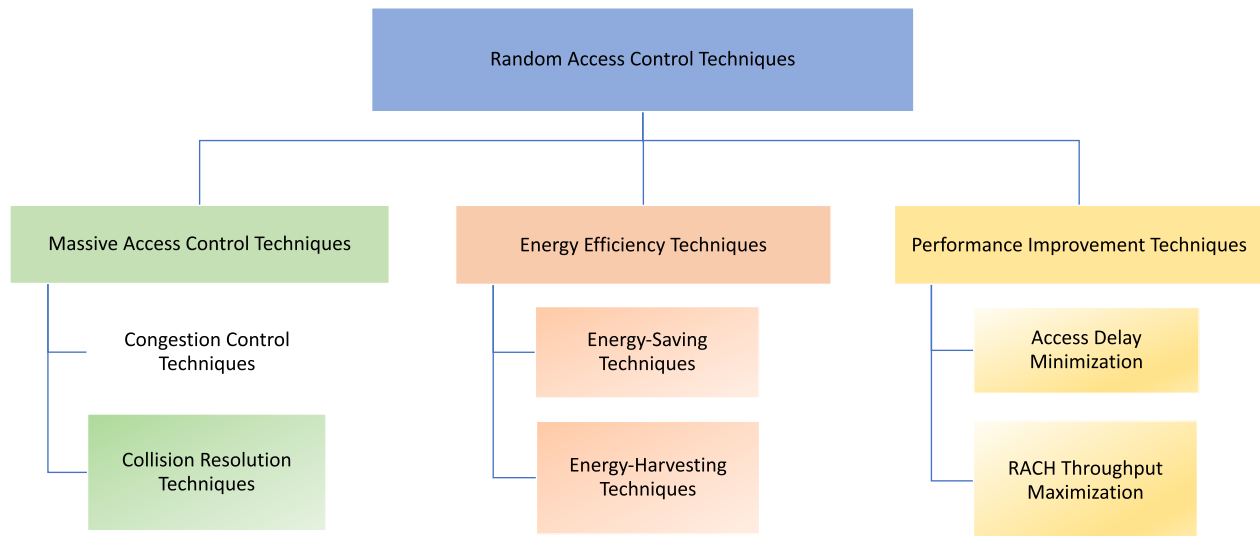 Random Access Control Techniques
Massive Access Control Techniques
Energy Efficiency Techniques
Performance Improvement Techniques
Congestion Control
Techniques
Energy-Saving
Techniques
Access Delay
Minimization
Collision Resolution
Techniques
Energy-Harvesting
Techniques
RACH Throughput
Maximization